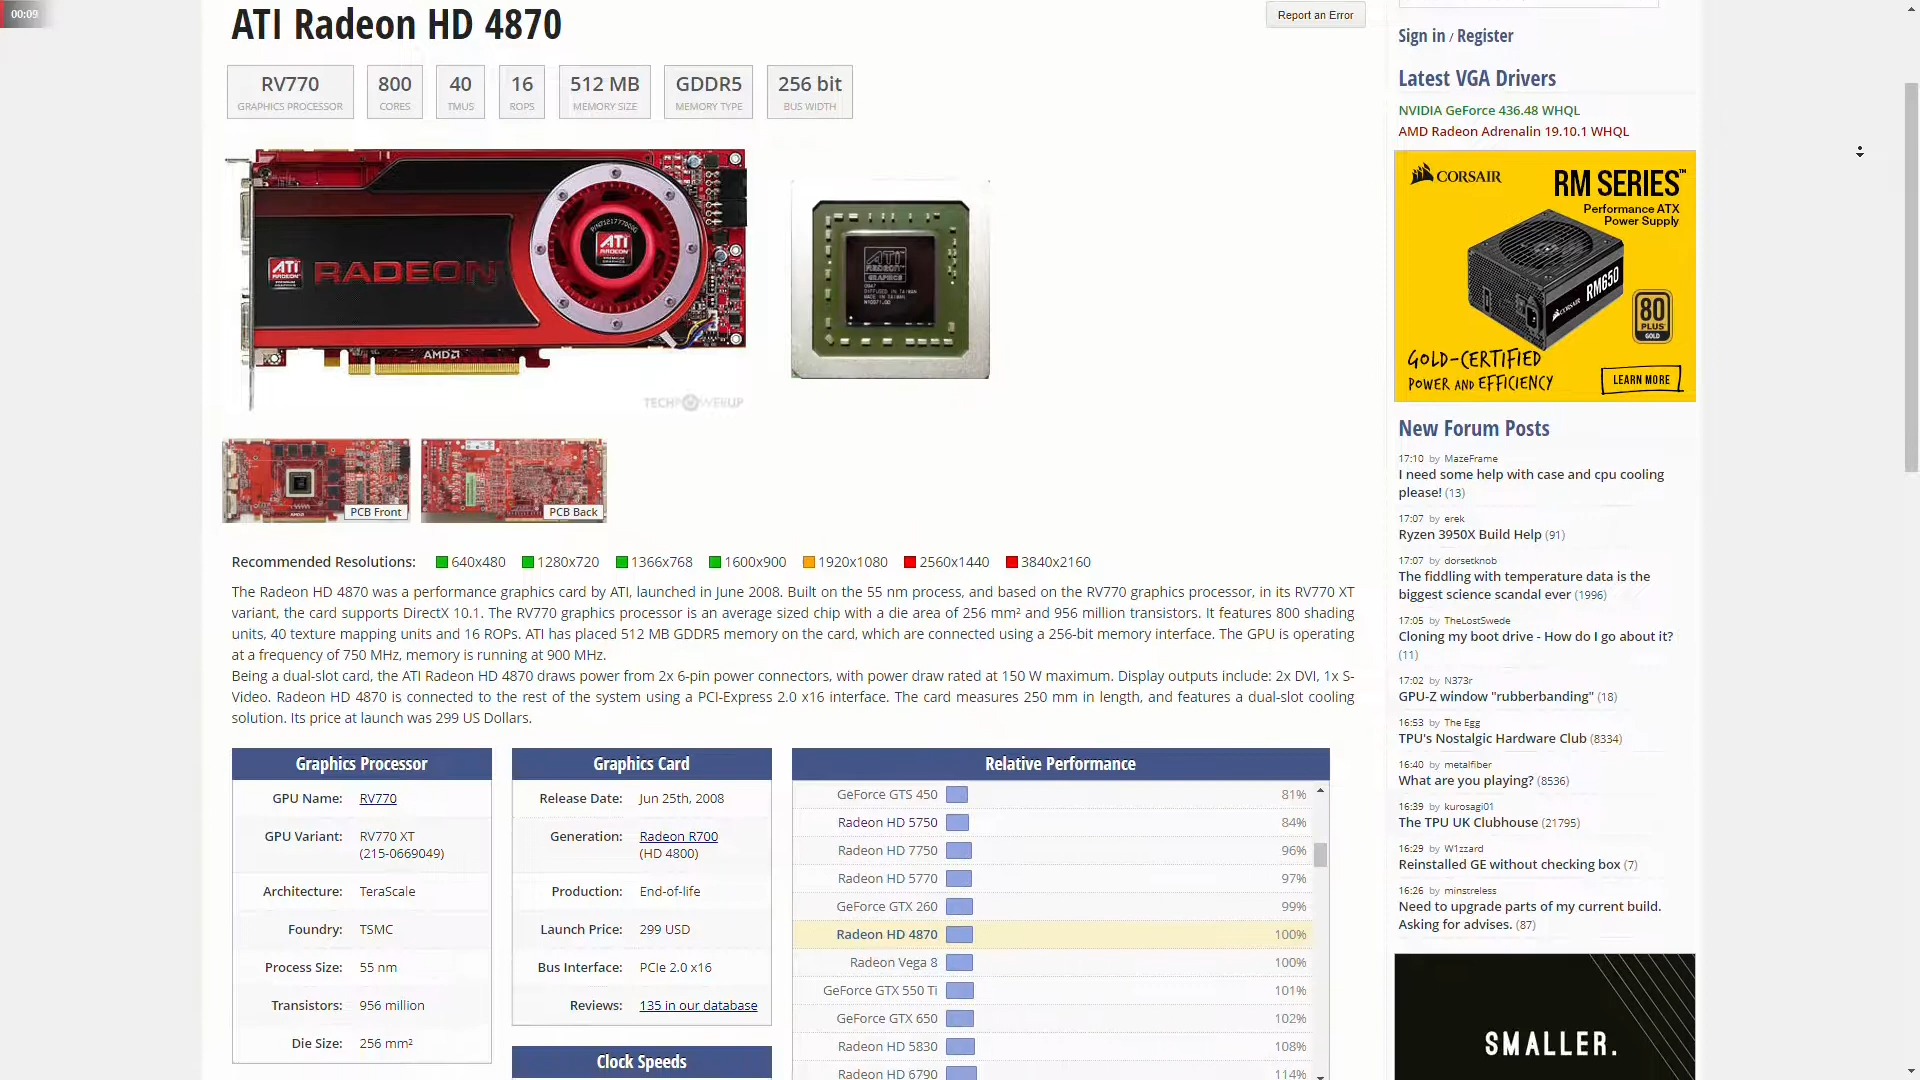 00:09
ATI Radeon HD 4870
Report an Error
RV770
GRAPHICS PROCESSOR
800
CORES
40
TMUS
16
ROPS
512 MB
MEMORY SIZE
GDDR5
MEMORY TYPE
256 bit
BUS WIDTH
ATI
RADEON
ATI
RADEON
AMD
TECHPOWERUP
ATI
RADEON
GRAPHICS
DIFFUSED IN TAIWAN
MADE IN TAIWAN
PCB Front
PCB Back
Recommended Resolutions: 640x480 1280x720 1366x768 1600x900 1920x1080 2560x1440 3840x2160
The Radeon HD 4870 was a performance graphics card by ATI, launched in June 2008. Built on the 55 nm process, and based on the RV770 graphics processor, in its RV770 XT
variant, the card supports DirectX 10.1. The RV770 graphics processor is an average sized chip with a die area of 256 mm² and 956 million transistors. It features 800 shading
units, 40 texture mapping units and 16 ROPs. ATI has placed 512 MB GDDR5 memory on the card, which are connected using a 256-bit memory interface. The GPU is operating
at a frequency of 750 MHz, memory is running at 900 MHz.
Being a dual-slot card, the ATI Radeon HD 4870 draws power from 2x 6-pin power connectors, with power draw rated at 150 W maximum. Display outputs include: 2x DVI, 1x S-
Video. Radeon HD 4870 is connected to the rest of the system using a PCI-Express 2.0 x16 interface. The card measures 250 mm in length, and features a dual-slot cooling
solution. Its price at launch was 299 US Dollars.
Graphics Processor
GPU Name: RV770
GPU Variant: RV770 XT
(215-0669049)
Architecture: TeraScale
Foundry: TSMC
Process Size: 55 nm
Transistors: 956 million
Die Size: 256 mm²
Graphics Card
Release Date: Jun 25th, 2008
Generation: Radeon R700
(HD 4800)
Production: End-of-life
Launch Price: 299 USD
Bus Interface: PCIe 2.0 x16
Reviews: 135 in our database
Clock Speeds
Relative Performance
GeForce GTS 450 81%
Radeon HD 5750 84%
Radeon HD 7750 96%
Radeon HD 5770 97%
GeForce GTX 260 99%
Radeon HD 4870 100%
Radeon Vega 8 100%
GeForce GTX 550 Ti 101%
GeForce GTX 650 102%
Radeon HD 5830 108%
Radeon HD 6790 114%
Sign in / Register
Latest VGA Drivers
NVIDIA GeForce 436.48 WHQL
AMD Radeon Adrenalin 19.10.1 WHQL
CORSAIR
RM SERIES™
Performance ATX
Power Supply
CORSAIR RM650
80
PLUS
GOLD
GOLD-CERTIFIED
POWER AND EFFICIENCY
LEARN MORE
New Forum Posts
17:10 by MazeFrame
I need some help with case and cpu cooling
please! (13)
17:07 by erek
Ryzen 3950X Build Help (91)
17:07 by dorsetknob
The fiddling with temperature data is the
biggest science scandal ever (1996)
17:05 by TheLostSwede
Cloning my boot drive - How do I go about it?
(11)
17:02 by N373r
GPU-Z window "rubberbanding" (18)
16:53 by The Egg
TPU's Nostalgic Hardware Club (8334)
16:40 by metalfiber
What are you playing? (8536)
16:39 by kurosagi01
The TPU UK Clubhouse (21795)
16:29 by W1zzard
Reinstalled GE without checking box (7)
16:26 by minstreless
Need to upgrade parts of my current build.
Asking for advises. (87)
SMALLER.